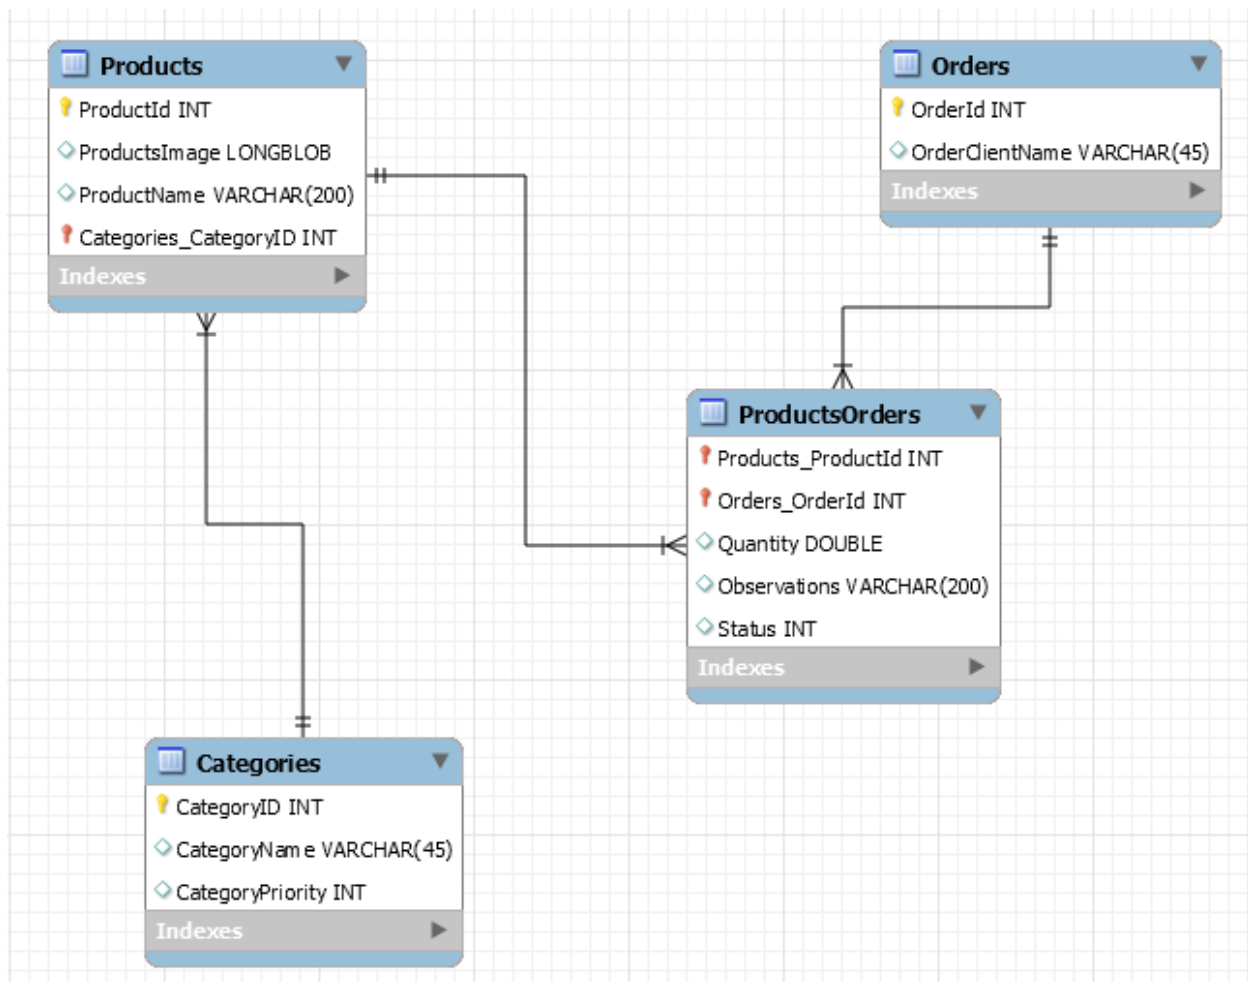 Products
ProductId INT
ProductsImage LONGBLOB
ProductName VARCHAR(200)
Categories_CategoryID INT
Indexes
Orders
OrderId INT
OrderClientName VARCHAR(45)
Indexes
ProductsOrders
Products_ProductId INT
Orders_OrderId INT
Quantity DOUBLE
Observations VARCHAR(200)
Status INT
Indexes
Categories
CategoryID INT
CategoryName VARCHAR(45)
CategoryPriority INT
Indexes